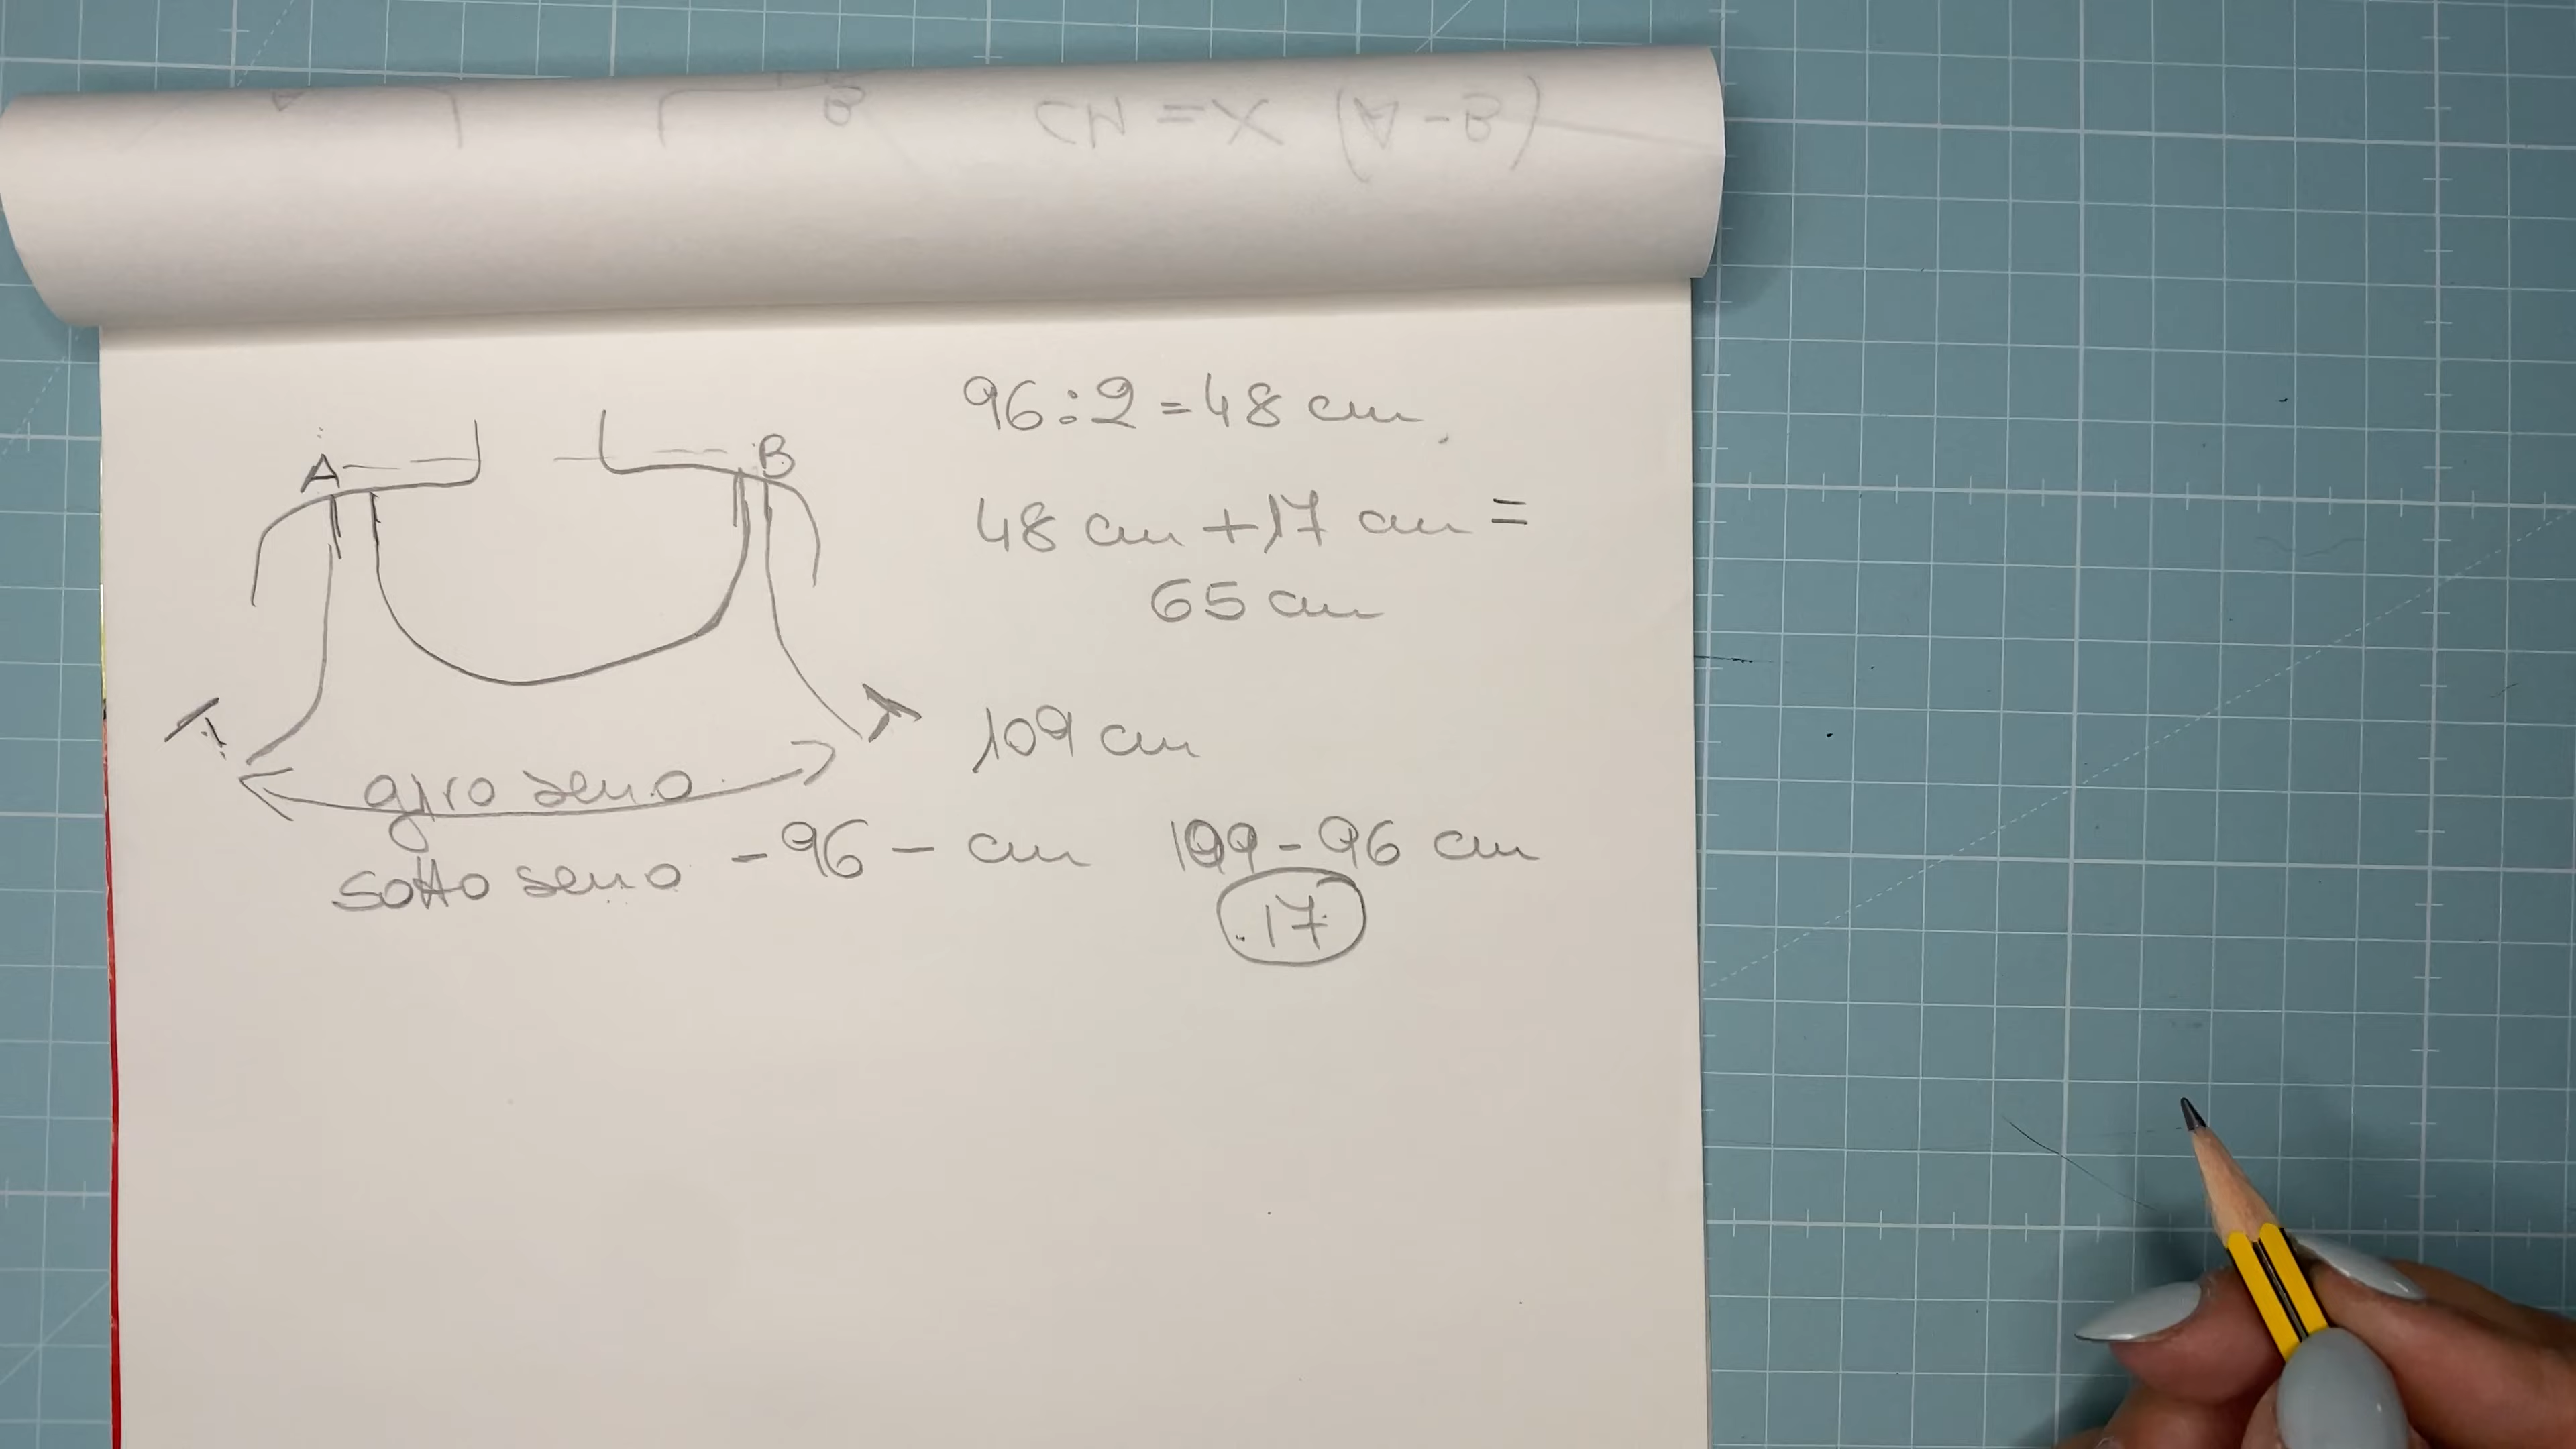 CN = X (A-B)
B
A
B
96:2=48 cm
48 cm +17 cm =
65 cm
109 cm
giro seno
sotto seno - 96 - cm
109-96 cm
17